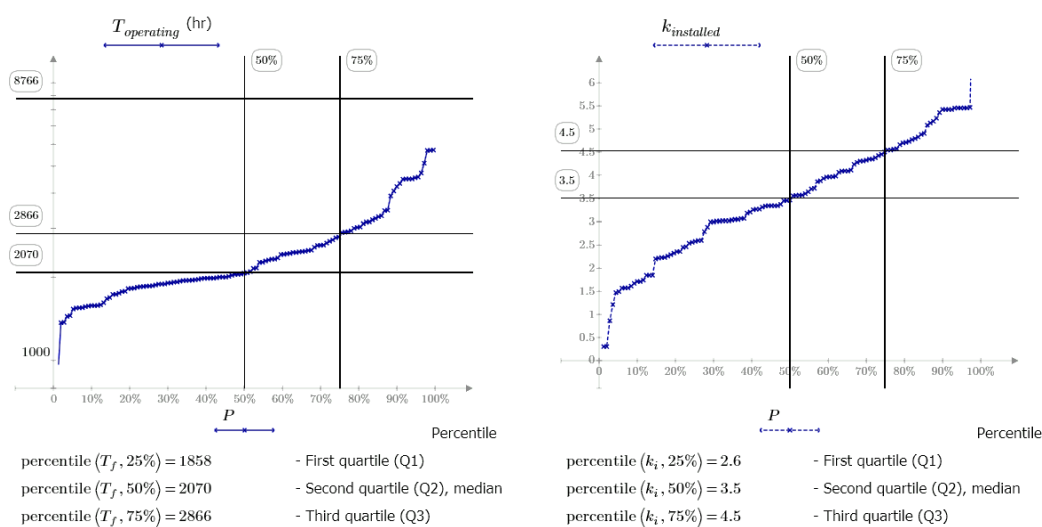 T_operating (hr)
50%
75%
8766
2866
2070
1000
0 10% 20% 30% 40% 50% 60% 70% 80% 90% 100%
P
Percentile
percentile (T_f , 25%) = 1858 - First quartile (Q1)
percentile (T_f , 50%) = 2070 - Second quartile (Q2), median
percentile (T_f , 75%) = 2866 - Third quartile (Q3)
k_installed
50%
75%
6
5.5
5
4.5
4.5
4
3.5
3.5
3
2.5
2
1.5
1
0.5
0
0 10% 20% 30% 40% 50% 60% 70% 80% 90% 100%
P
Percentile
percentile (k_i , 25%) = 2.6 - First quartile (Q1)
percentile (k_i , 50%) = 3.5 - Second quartile (Q2), median
percentile (k_i , 75%) = 4.5 - Third quartile (Q3)